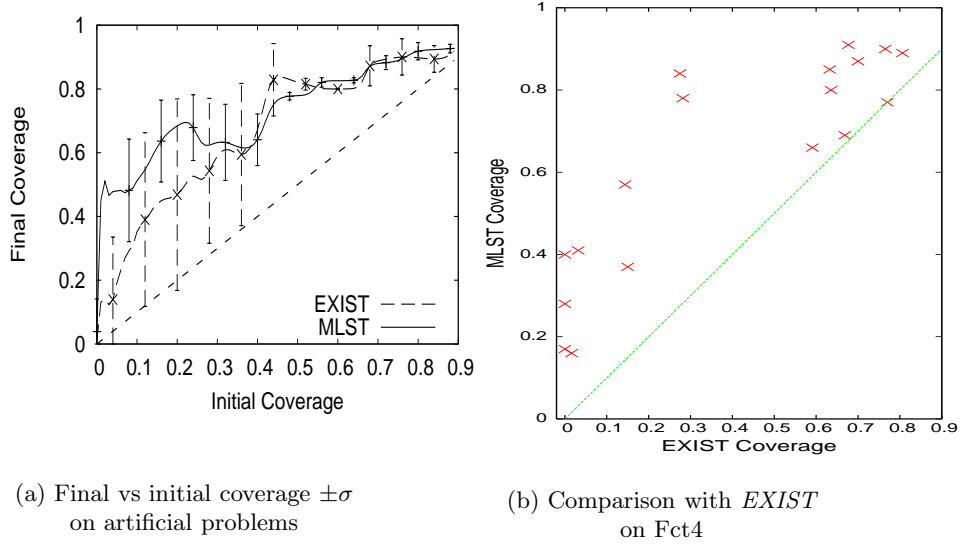 1
0.8
0.6
0.4
0.2
0
Final Coverage
EXIST
MLST
0 0.1 0.2 0.3 0.4 0.5 0.6 0.7 0.8 0.9
Initial Coverage
(a) Final vs initial coverage ±σ
on artificial problems
1
0.8
0.6
0.4
0.2
0
MLST Coverage
0 0.1 0.2 0.3 0.4 0.5 0.6 0.7 0.8 0.9
EXIST Coverage
(b) Comparison with EXIST
on Fct4